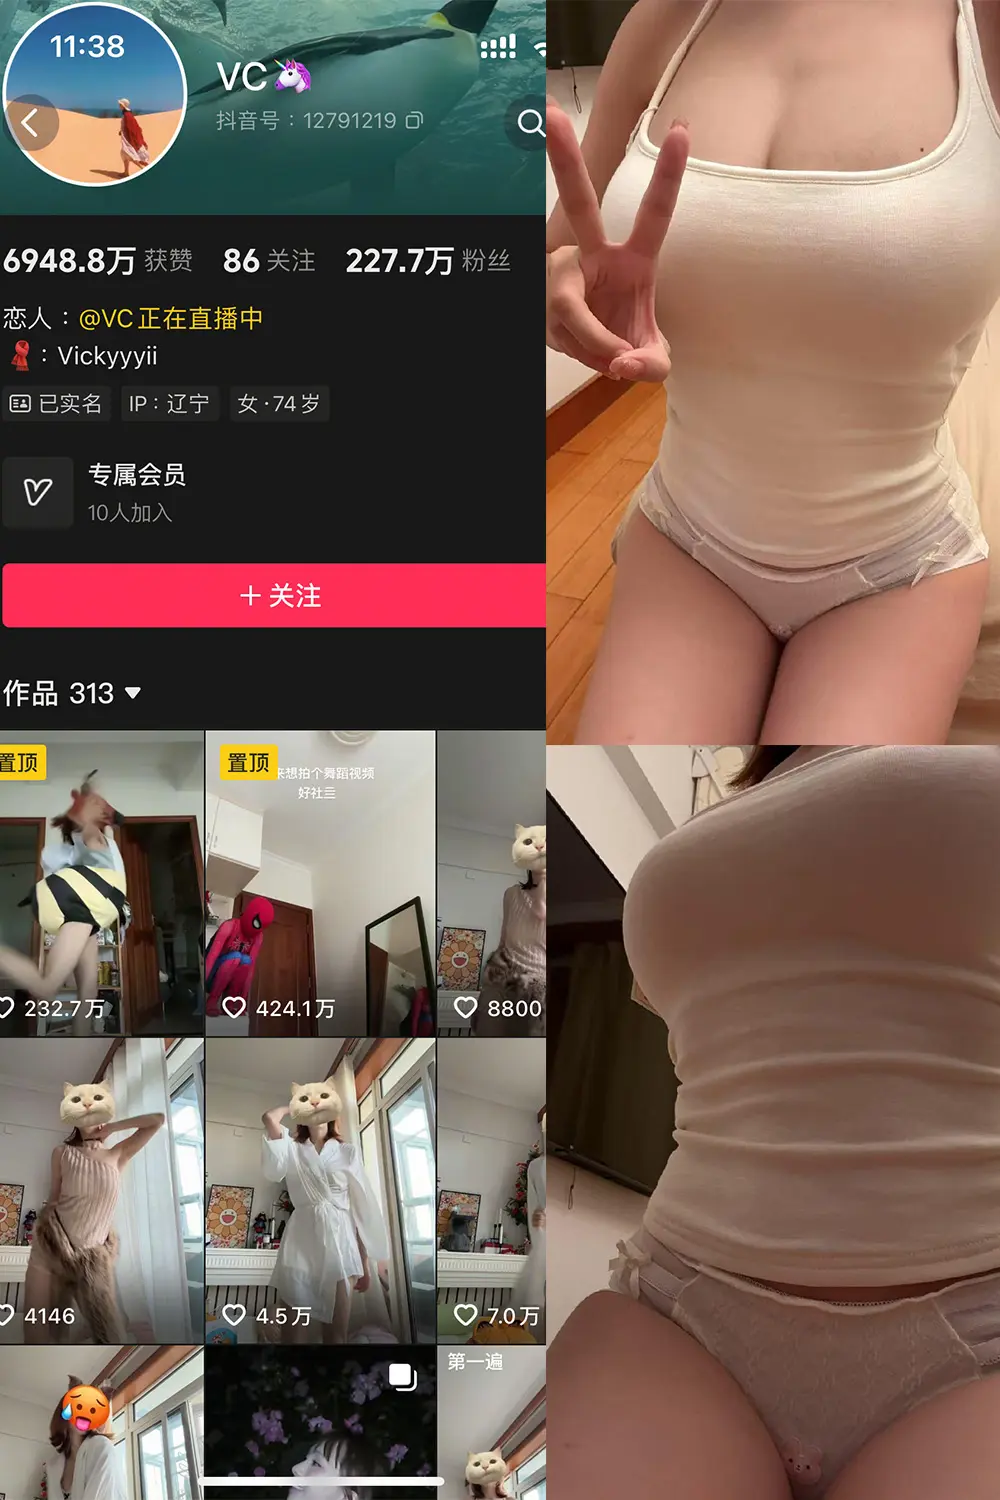 11:38
VC🦄
抖音号：12791219
6948.8万 获赞 86 关注 227.7万 粉丝
恋人：@VC正在直播中
：Vickyyyii
已实名 IP：辽宁 女·74岁
专属会员
10人加入
＋关注
作品 313
置顶
置顶
来想拍个舞蹈视频
232.7万
424.1万
8800
4146
4.5万
7.0万
第一遍